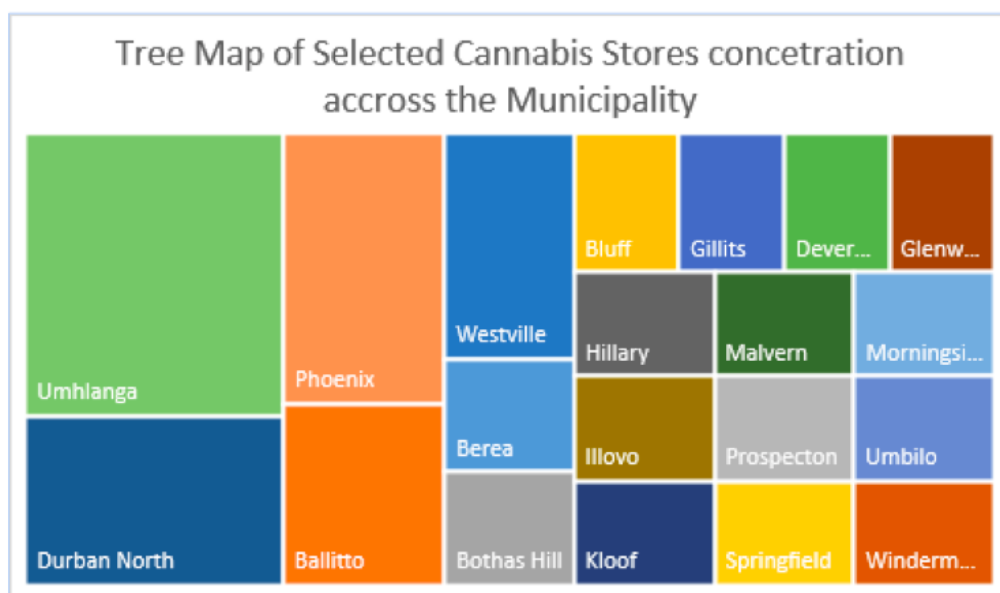 Tree Map of Selected Cannabis Stores concetration
accross the Municipality
Umhlanga
Durban North
Phoenix
Ballitto
Westville
Berea
Bothas Hill
Bluff
Gillits
Dever...
Glenw...
Hillary
Malvern
Morningsi...
Illovo
Prospecton
Umbilo
Kloof
Springfield
Winderm...